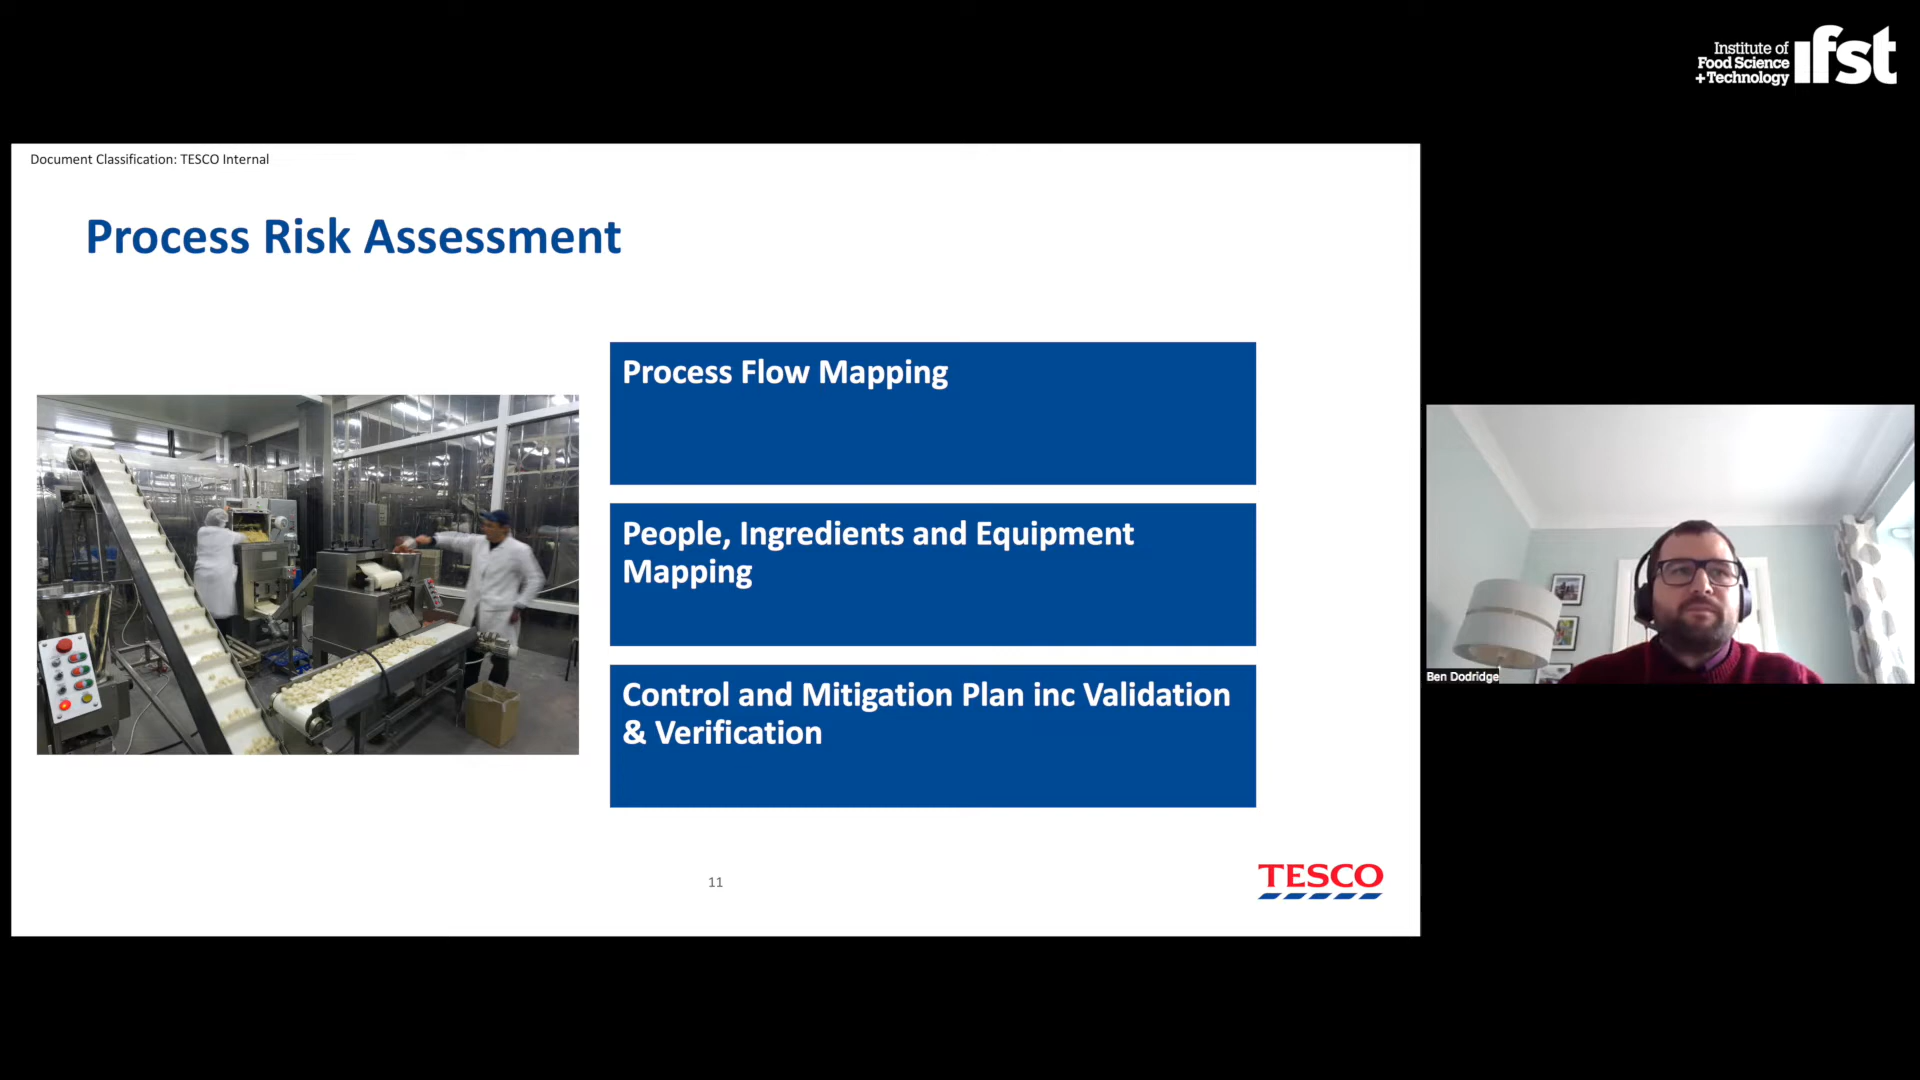 Institute of
Food Science
+Technology
ifst
Document Classification: TESCO Internal
Process Risk Assessment
Process Flow Mapping
People, Ingredients and Equipment
Mapping
Control and Mitigation Plan inc Validation
& Verification
11
TESCO
Ben Dodridge